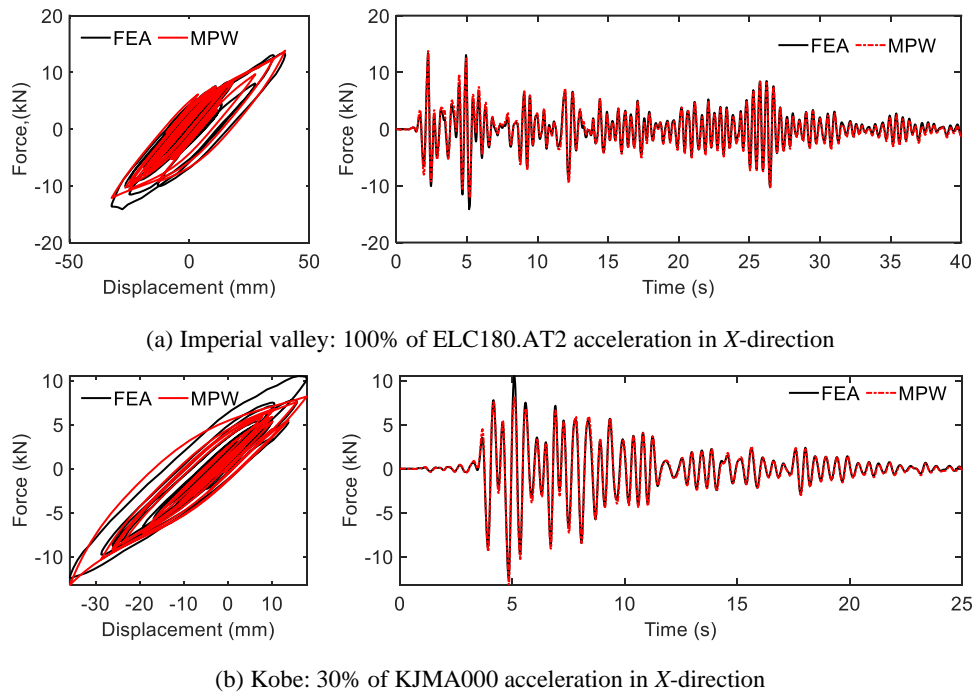 20
10
0
-10
-20
Force,(kN)
FEA MPW
-50 0 50
Displacement (mm)
20
10
0
-10
20
Force (kN)
FEA MPW
0 5 10 15 20 25 30 35 40
Time (s)
(a) Imperial valley: 100% of ELC180.AT2 acceleration in X-direction
10
5
0
-5
-10
Force (kN)
FEA MPW
-30 -20 -10 0 10
Displacement (mm)
10
5
0
-5
-10
Force (kN)
FEA MPW
0 5 10 15 20 25
Time (s)
(b) Kobe: 30% of KJMA000 acceleration in X-direction